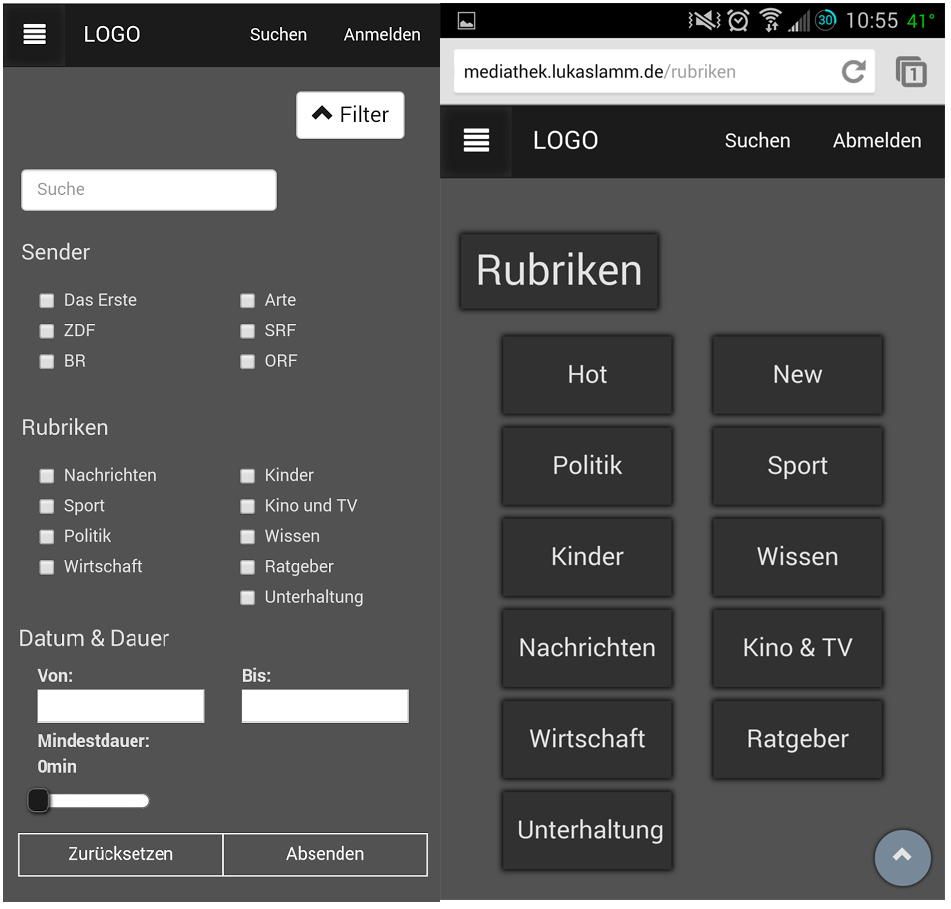 LOGO Suchen Anmelden
Filter
Suche
Sender
Das Erste Arte
ZDF SRF
BR ORF
Rubriken
Nachrichten Kinder
Sport Kino und TV
Politik Wissen
Wirtschaft Ratgeber
Unterhaltung
Datum & Dauer
Von: Bis:
Mindestdauer:
0min
Zurücksetzen Absenden
30 10:55 41°
mediathek.lukaslamm.de/rubriken 1
LOGO Suchen Abmelden
Rubriken
Hot New
Politik Sport
Kinder Wissen
Nachrichten Kino & TV
Wirtschaft Ratgeber
Unterhaltung